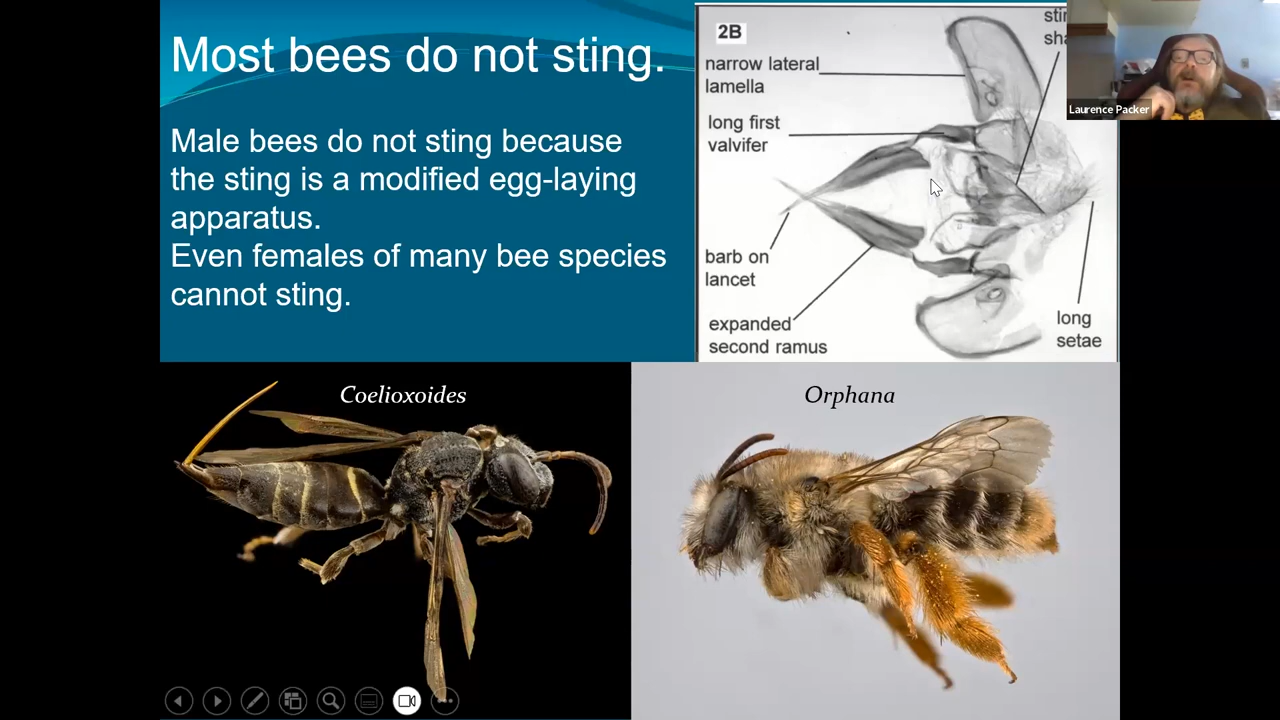 Most bees do not sting.
Male bees do not sting because
the sting is a modified egg-laying
apparatus.
Even females of many bee species
cannot sting.
2B
narrow lateral
lamella
long first
valvifer
barb on
lancet
expanded
second ramus
long
setae
Laurence Packer
Coelioxoides
Orphana